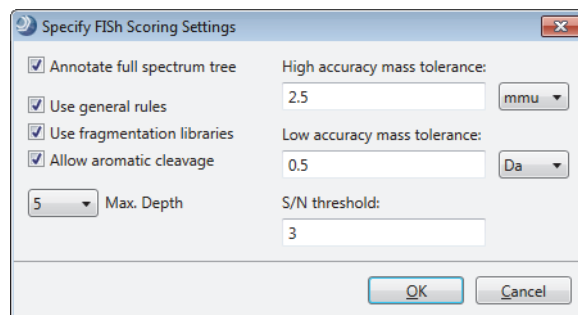 Specify FISh Scoring Settings
Annotate full spectrum tree
Use general rules
Use fragmentation libraries
Allow aromatic cleavage
5 Max. Depth
High accuracy mass tolerance:
2.5 mmu
Low accuracy mass tolerance:
0.5 Da
S/N threshold:
3
OK Cancel